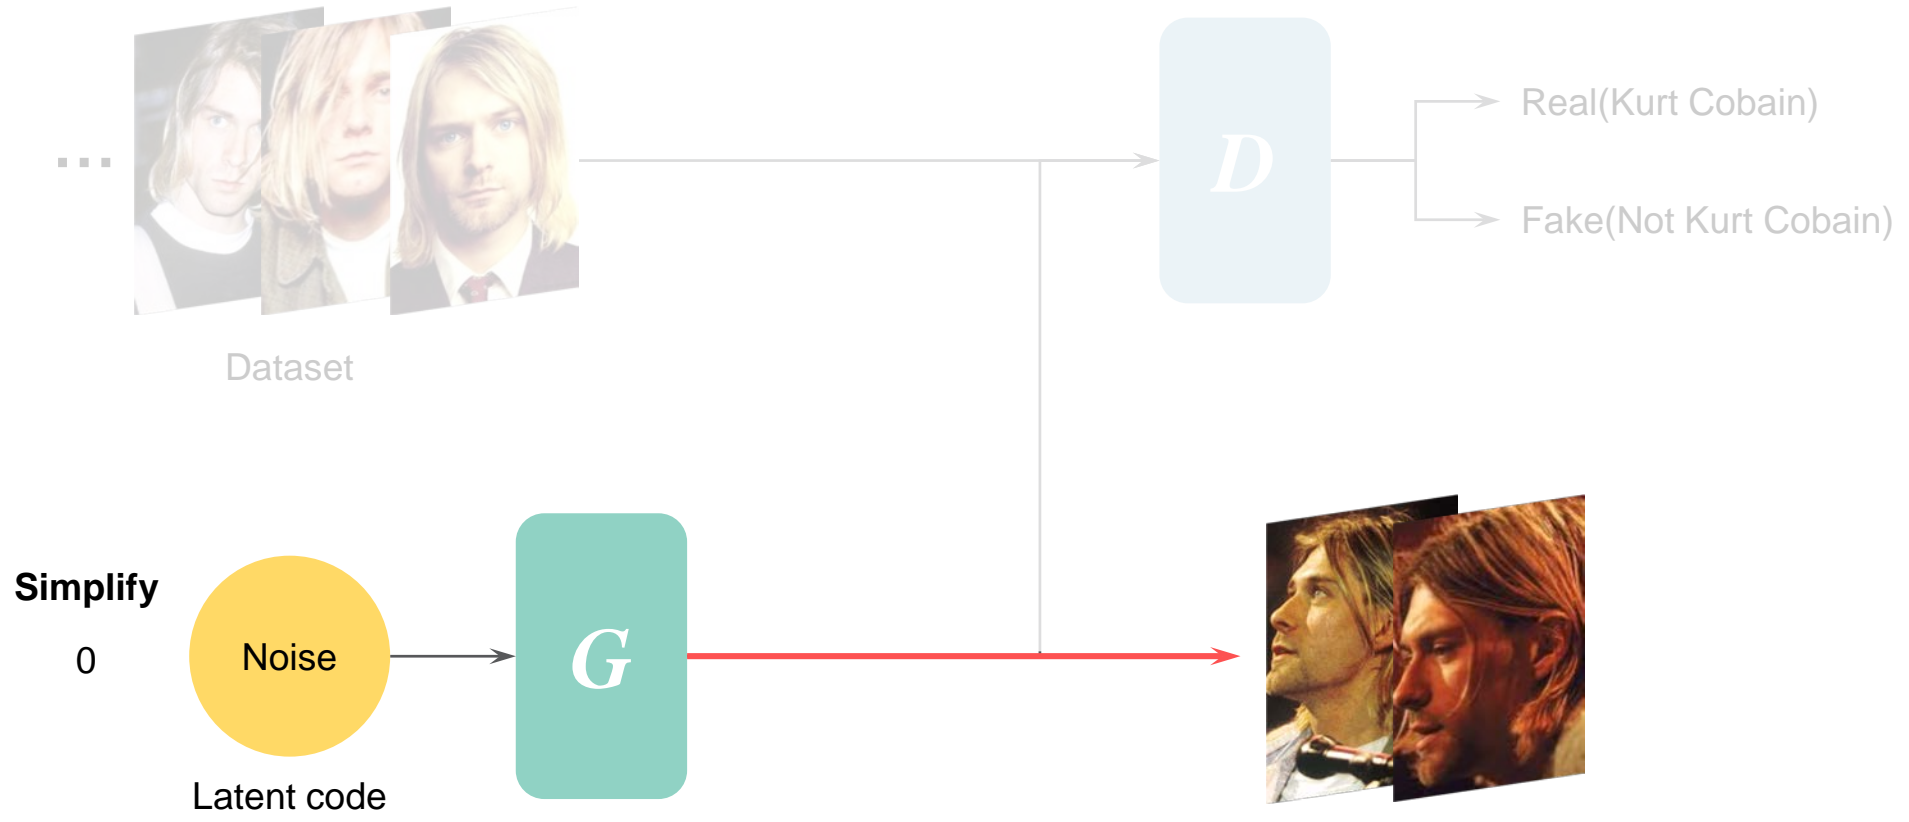 ...
D
Real(Kurt Cobain)
Fake(Not Kurt Cobain)
Dataset
Simplify
0
Noise
G
Latent code